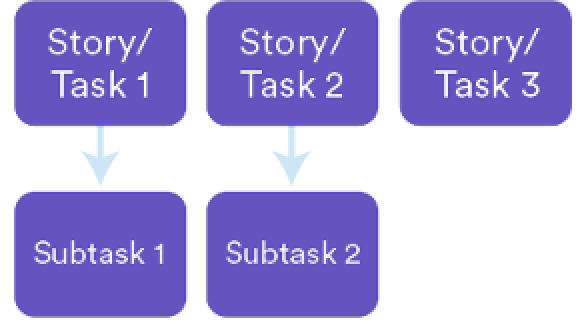 Story/
Task 1
Story/
Task 2
Story/
Task 3
Subtask 1
Subtask 2